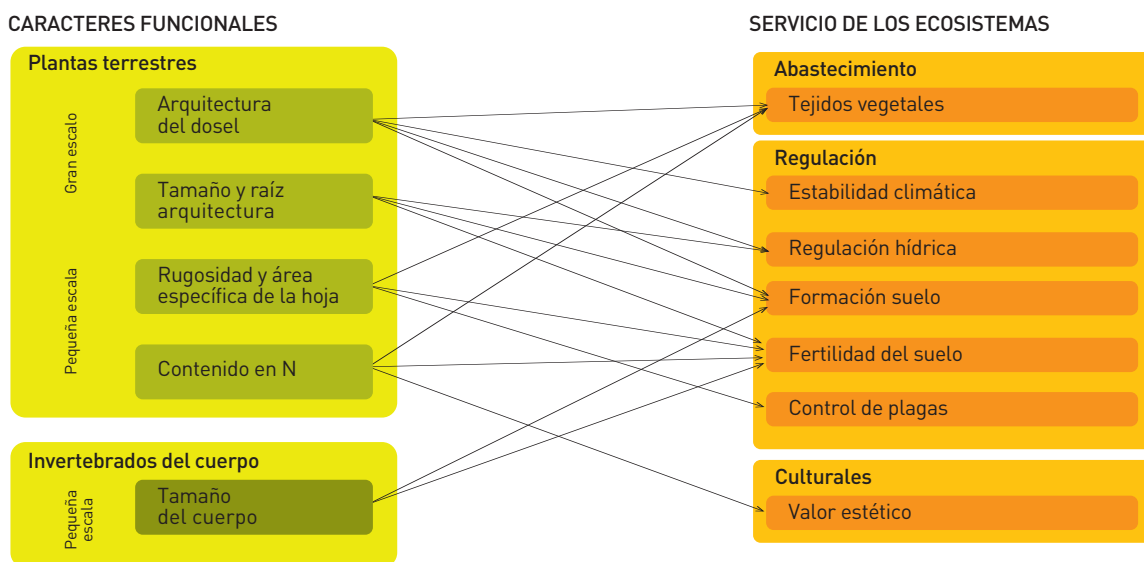 CARACTERES FUNCIONALES
Plantas terrestres
Gran escalo
Arquitectura
del dosel
Tamaño y raíz
arquitectura
Pequeña escala
Rugosidad y área
específica de la hoja
Contenido en N
Invertebrados del cuerpo
Pequeña
escala
Tamaño
del cuerpo
SERVICIO DE LOS ECOSISTEMAS
Abastecimiento
Tejidos vegetales
Regulación
Estabilidad climática
Regulación hídrica
Formación suelo
Fertilidad del suelo
Control de plagas
Culturales
Valor estético